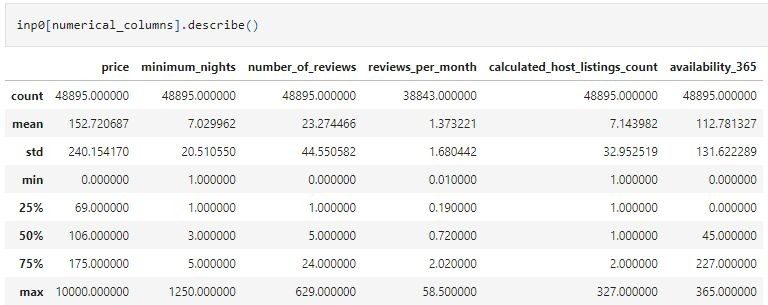 inp0[numerical_columns].describe()
price minimum_nights number_of_reviews reviews_per_month calculated_host_listings_count availability_365
count 48895.000000 48895.000000 48895.000000 38843.000000 48895.000000 48895.000000
mean 152.720687 7.029962 23.274466 1.373221 7.143982 112.781327
std 240.154170 20.510550 44.550582 1.680442 32.952519 131.622289
min 0.000000 1.000000 0.000000 0.010000 1.000000 0.000000
25% 69.000000 1.000000 1.000000 0.190000 1.000000 0.000000
50% 106.000000 3.000000 5.000000 0.720000 1.000000 45.000000
75% 175.000000 5.000000 24.000000 2.020000 2.000000 227.000000
max 10000.000000 1250.000000 629.000000 58.500000 327.000000 365.000000